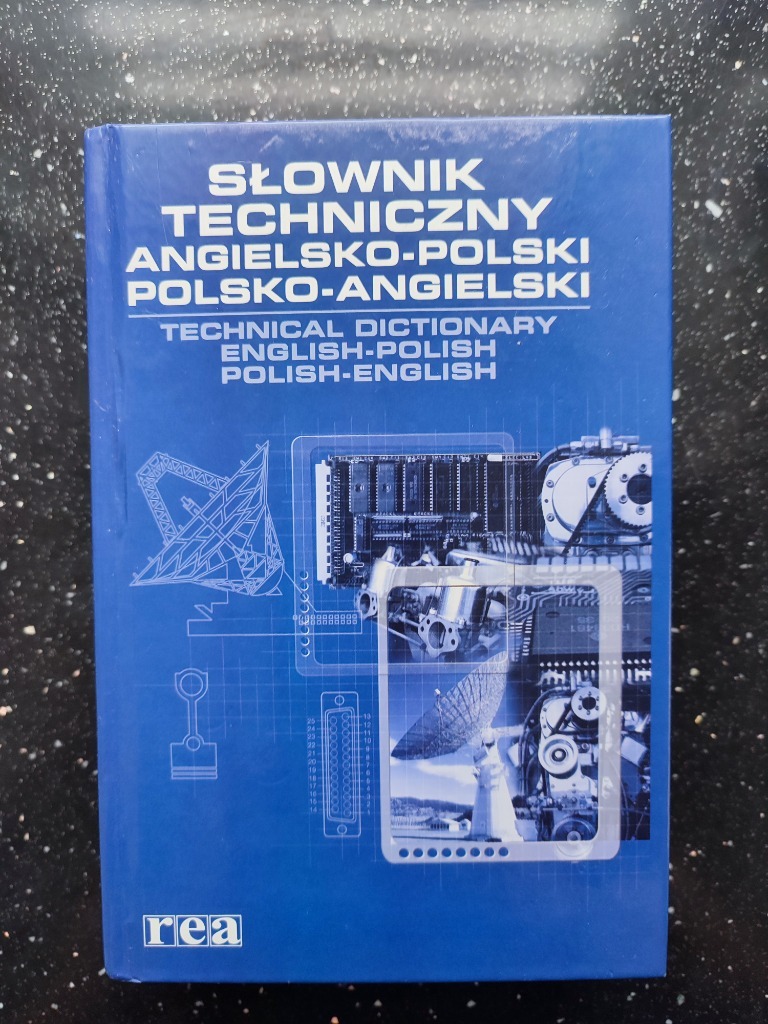 SŁOWNIK
TECHNICZNY
ANGIELSKO-POLSKI
POLSKO-ANGIELSKI
TECHNICAL DICTIONARY
ENGLISH-POLISH
POLISH-ENGLISH
rea